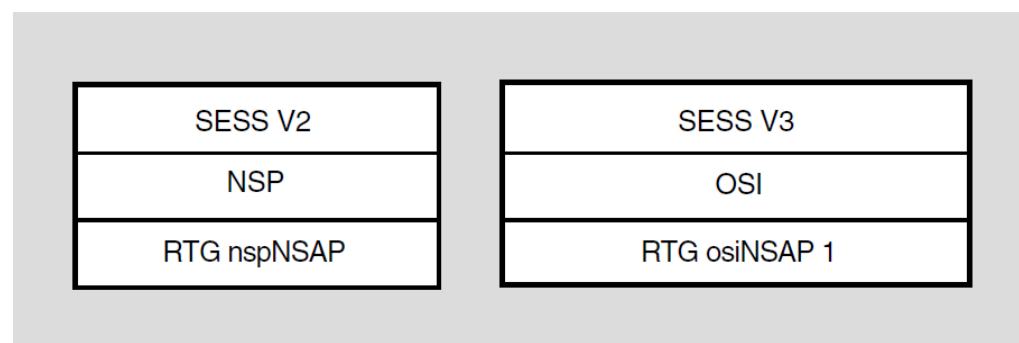 SESS V2
NSP
RTG nspNSAP
SESS V3
OSI
RTG osiNSAP 1